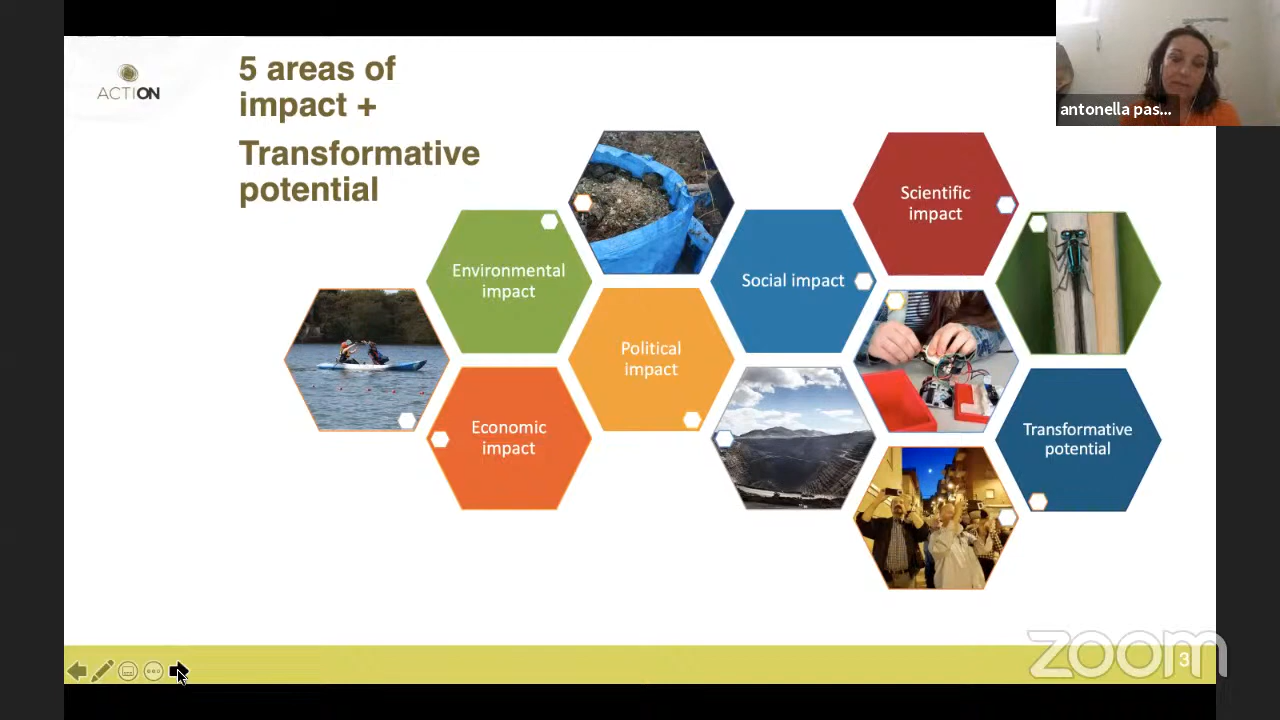 ACTION
5 areas of
impact +
Transformative
potential
antonella pas...
Scientific
impact
Environmental
impact
Social impact
Political
impact
Economic
impact
Transformative
potential
zoom
3